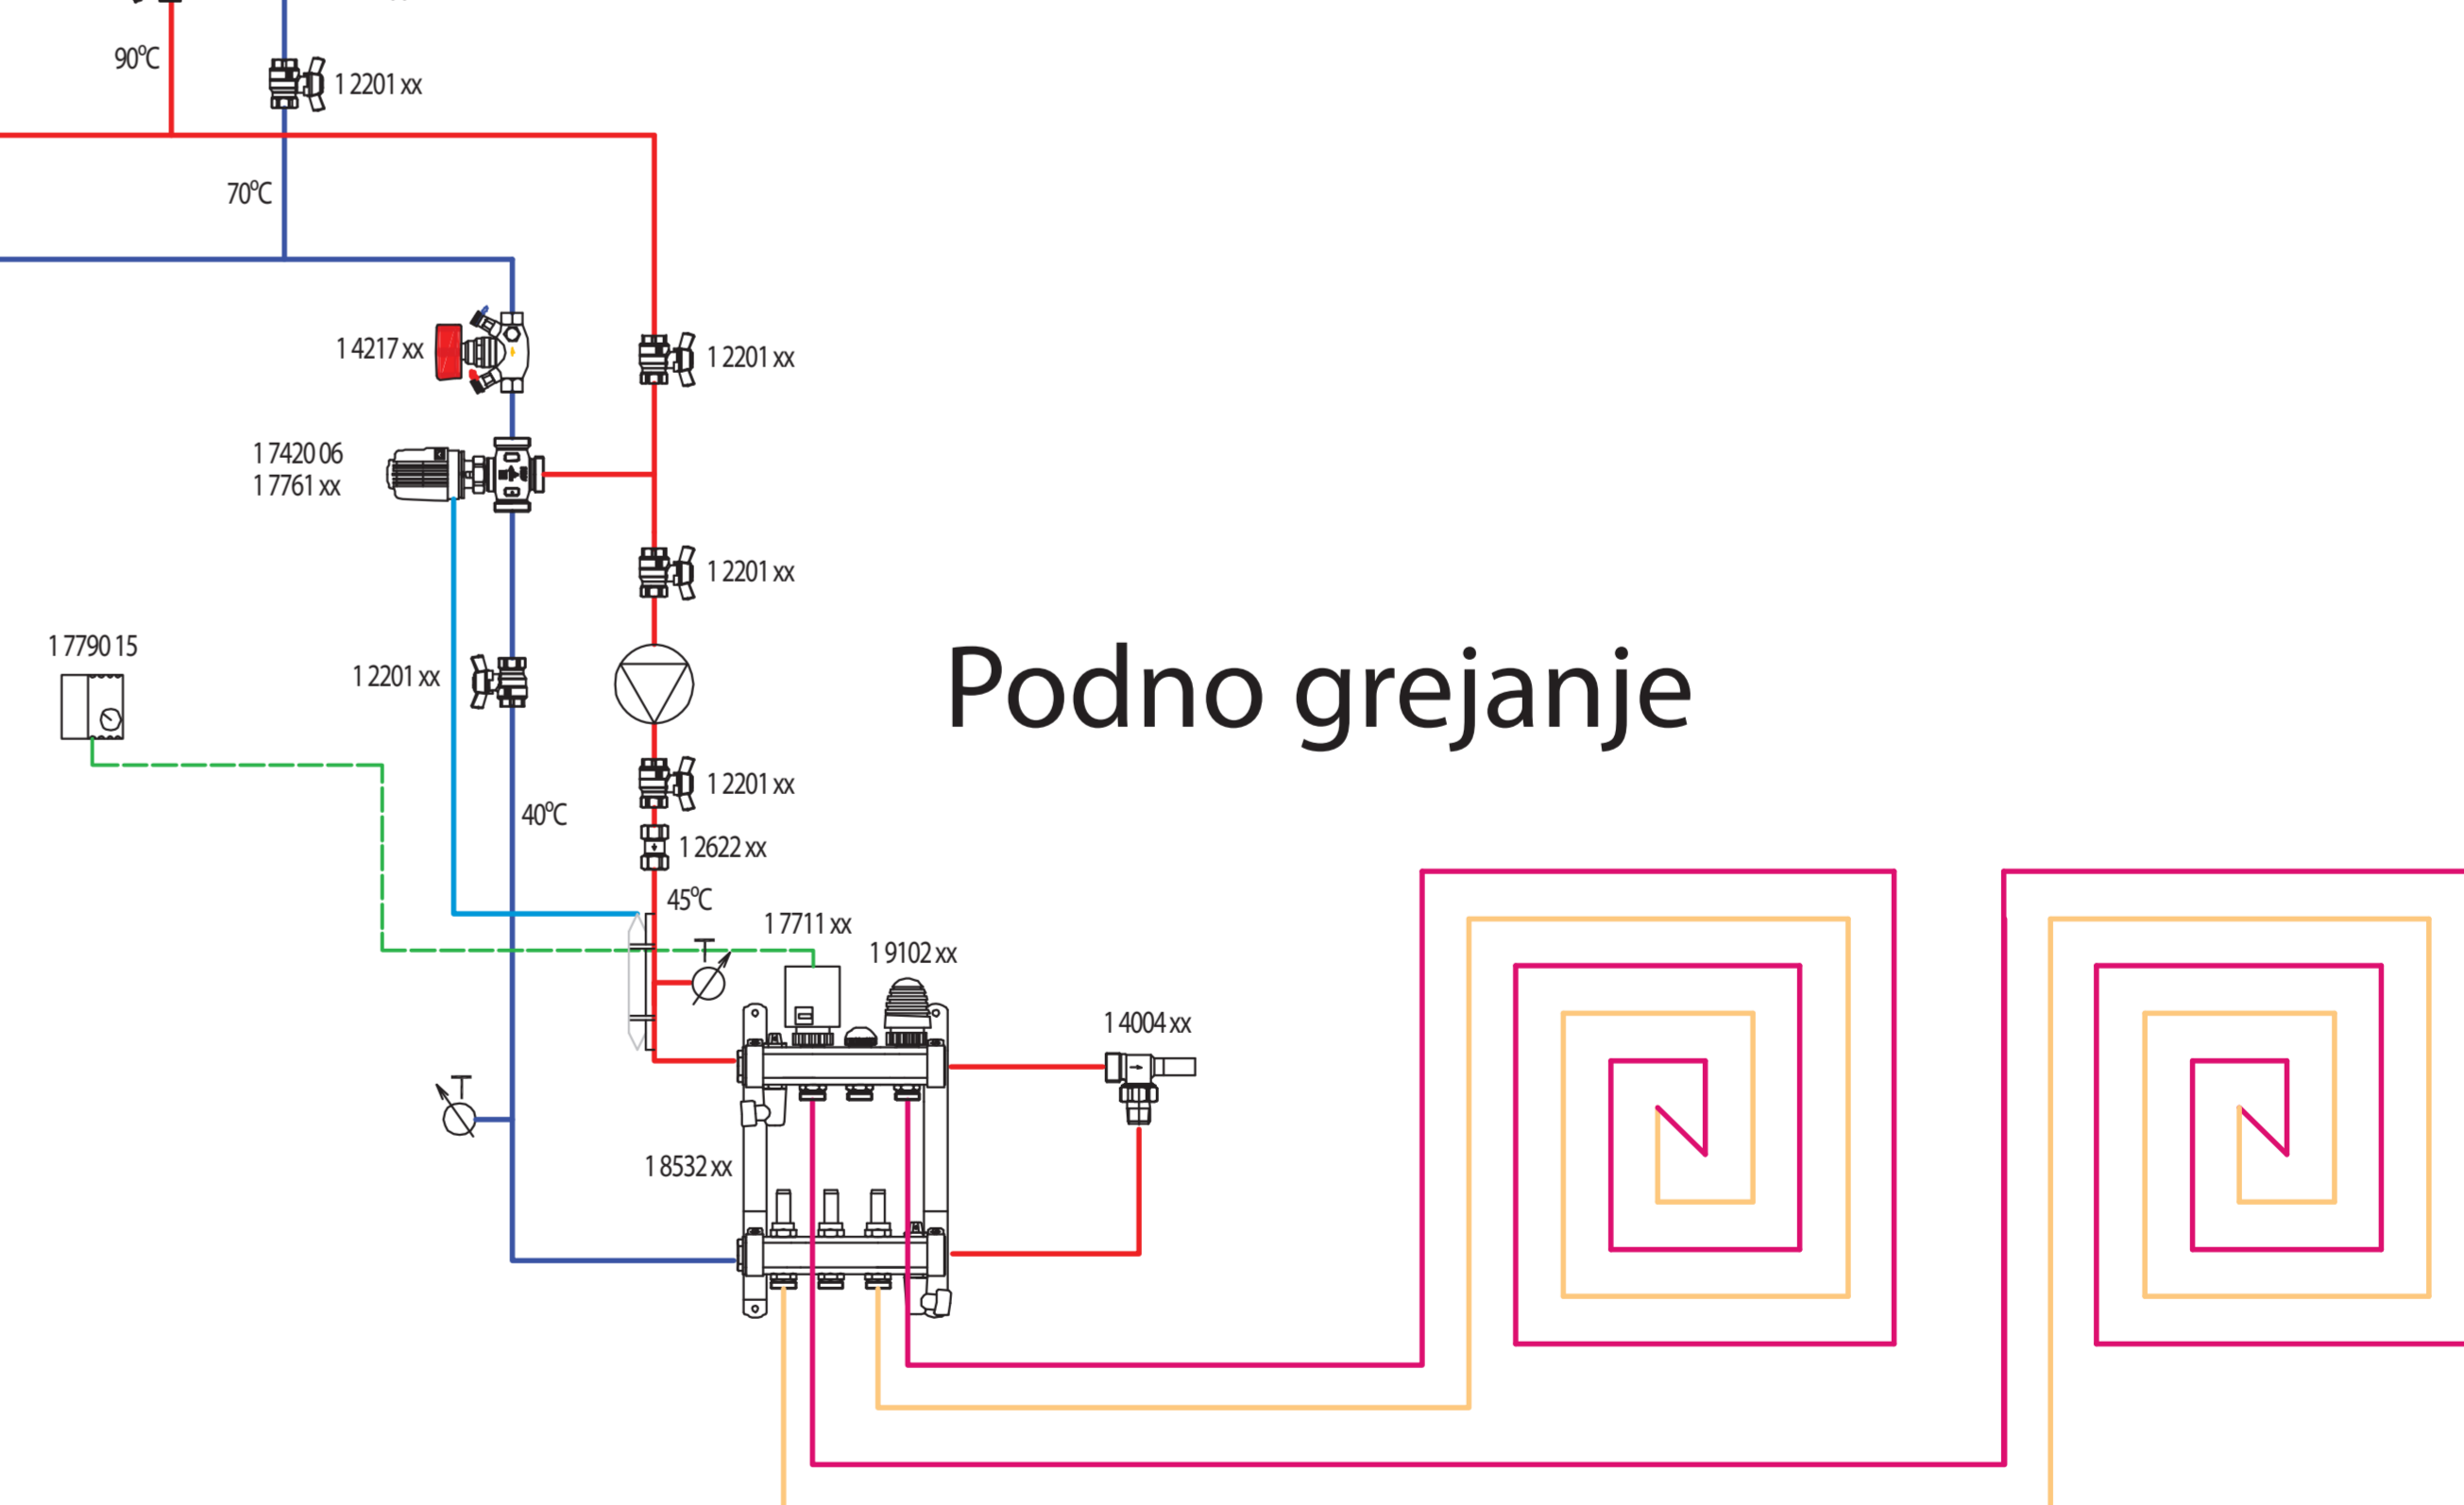 90°C
1 2201 xx
70°C
1 4217 xx
1 2201 xx
1 7420 06
1 7761 xx
1 2201 xx
1 7790 15
1 2201 xx
Podno grejanje
1 2201 xx
40°C
1 2622 xx
45°C
1 7711 xx
1 9102 xx
T
1 4004 xx
T
1 8532 xx